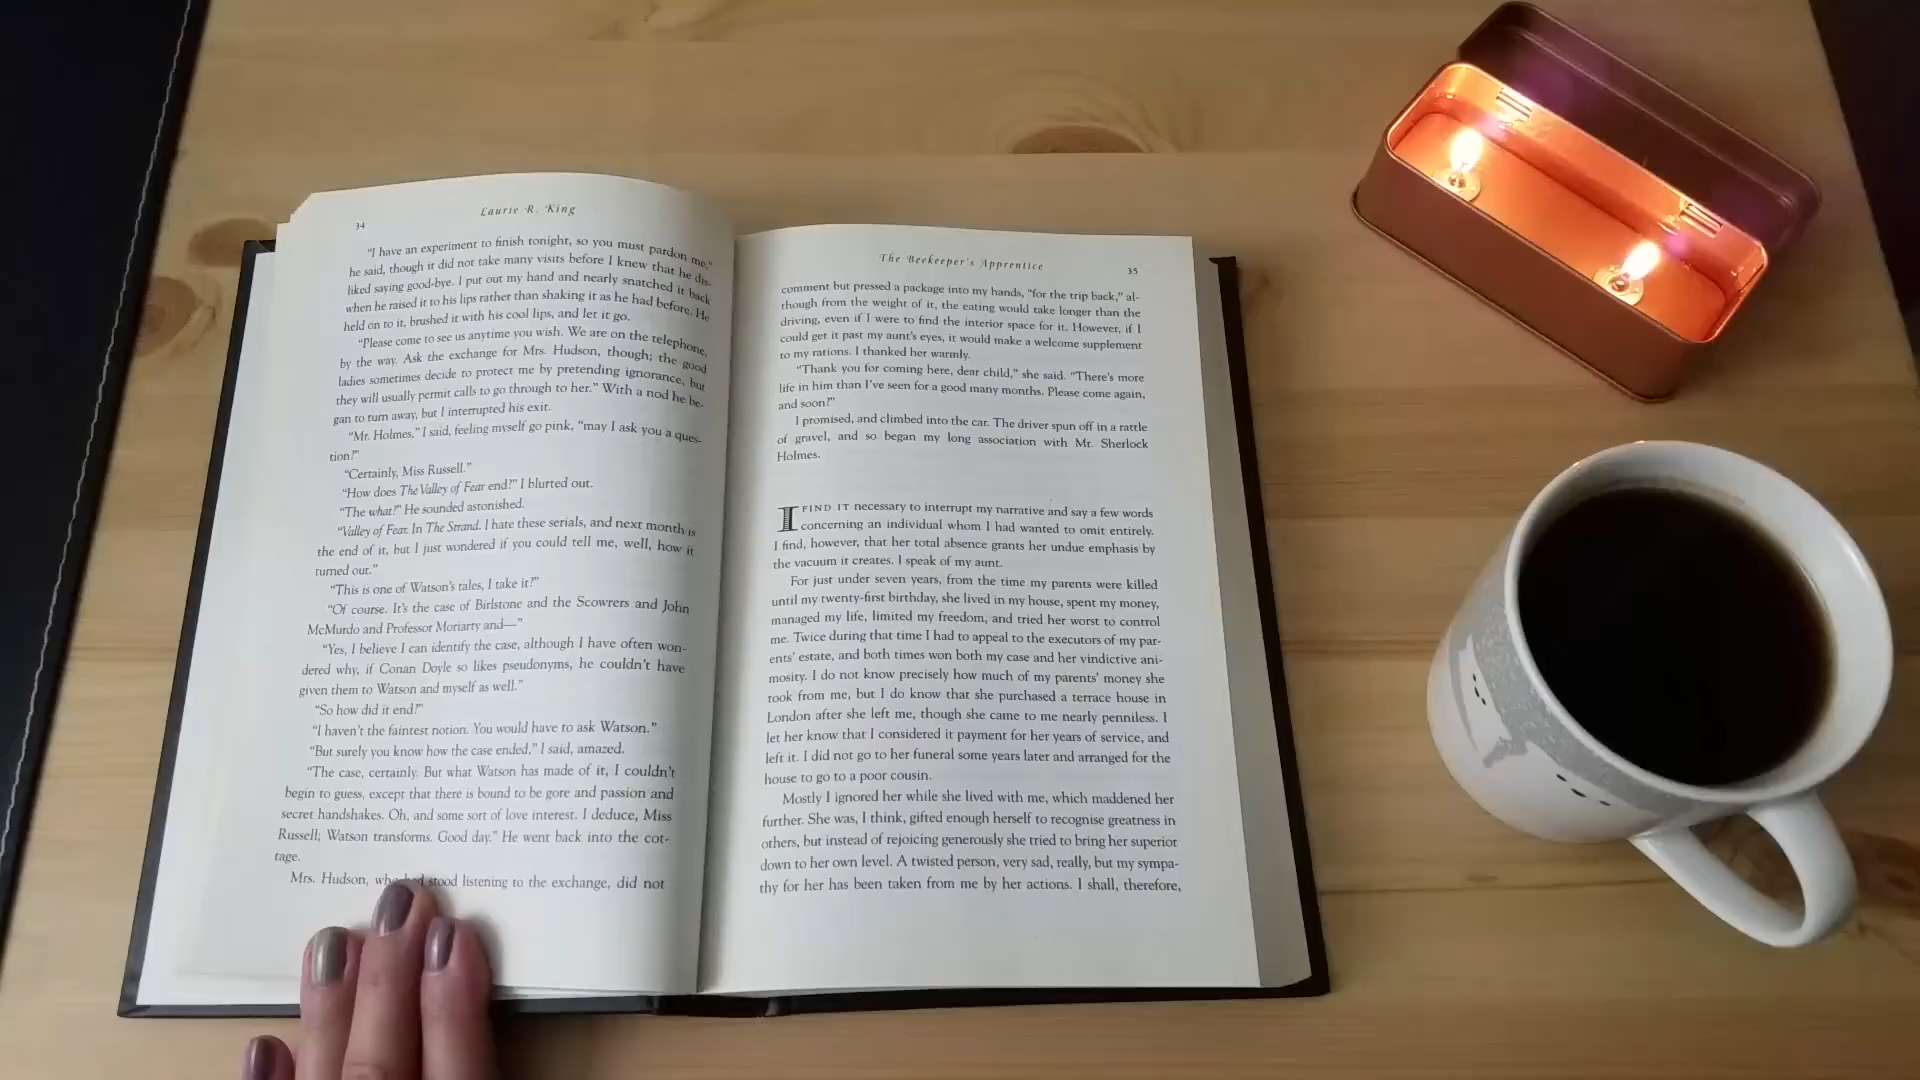 34
Laurie R. King
“I have an experiment to finish tonight, so you must pardon me,”
he said, though it did not take many visits before I knew that he dis-
liked saying good-bye. I put out my hand and nearly snatched it back
when he raised it to his lips rather than shaking it as he had before. He
held on to it, brushed it with his cool lips, and let it go.
“Please come to see us anytime you wish. We are on the telephone,
by the way. Ask the exchange for Mrs. Hudson, though; the good
ladies sometimes decide to protect me by pretending ignorance, but
they will usually permit calls to go through to her.” With a nod he be-
gan to turn away, but I interrupted his exit.
“Mr. Holmes,” I said, feeling myself go pink, “may I ask you a ques-
tion?”
“Certainly, Miss Russell.”
“How does The Valley of Fear end?” I blurted out.
“The what?” He sounded astonished.
“Valley of Fear. In The Strand. I hate these serials, and next month is
the end of it, but I just wondered if you could tell me, well, how it
turned out.”
“This is one of Watson’s tales, I take it?”
“Of course. It’s the case of Birlstone and the Scowrers and John
McMurdo and Professor Moriarty and—”
“Yes, I believe I can identify the case, although I have often won-
dered why, if Conan Doyle so likes pseudonyms, he couldn’t have
given them to Watson and myself as well.”
“So how did it end?”
“I haven’t the faintest notion. You would have to ask Watson.”
“But surely you know how the case ended,” I said, amazed.
“The case, certainly. But what Watson has made of it, I couldn’t
begin to guess, except that there is bound to be gore and passion and
secret handshakes. Oh, and some sort of love interest. I deduce, Miss
Russell; Watson transforms. Good day.” He went back into the cot-
tage.
Mrs. Hudson, who had stood listening to the exchange, did not
The Beekeeper’s Apprentice
35
comment but pressed a package into my hands, “for the trip back,” al-
though from the weight of it, the eating would take longer than the
driving, even if I were to find the interior space for it. However, if I
could get it past my aunt’s eyes, it would make a welcome supplement
to my rations. I thanked her warmly.
“Thank you for coming here, dear child,” she said. “There’s more
life in him than I’ve seen for a good many months. Please come again,
and soon?”
I promised, and climbed into the car. The driver spun off in a rattle
of gravel, and so began my long association with Mr. Sherlock
Holmes.
I FIND IT necessary to interrupt my narrative and say a few words
concerning an individual whom I had wanted to omit entirely.
I find, however, that her total absence grants her undue emphasis by
the vacuum it creates. I speak of my aunt.
For just under seven years, from the time my parents were killed
until my twenty-first birthday, she lived in my house, spent my money,
managed my life, limited my freedom, and tried her worst to control
me. Twice during that time I had to appeal to the executors of my par-
ents’ estate, and both times won both my case and her vindictive ani-
mosity. I do not know precisely how much of my parents’ money she
took from me, but I do know that she purchased a terrace house in
London after she left me, though she came to me nearly penniless. I
let her know that I considered it payment for her years of service, and
left it. I did not go to her funeral some years later and arranged for the
house to go to a poor cousin.
Mostly I ignored her while she lived with me, which maddened her
further. She was, I think, gifted enough herself to recognise greatness in
others, but instead of rejoicing generously she tried to bring her superior
down to her own level. A twisted person, very sad, really, but my sympa-
thy for her has been taken from me by her actions. I shall, therefore,